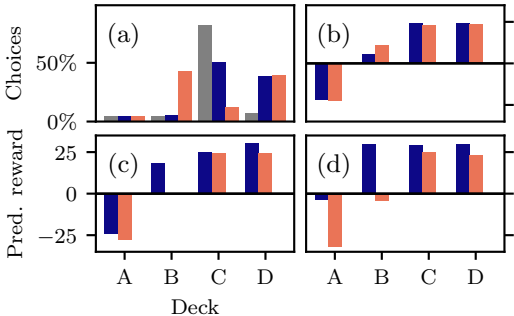 (a)
(b)
Choices
50%
0%
(c)
(d)
Pred. reward
25
0
−25
A B C D
A B C D
Deck